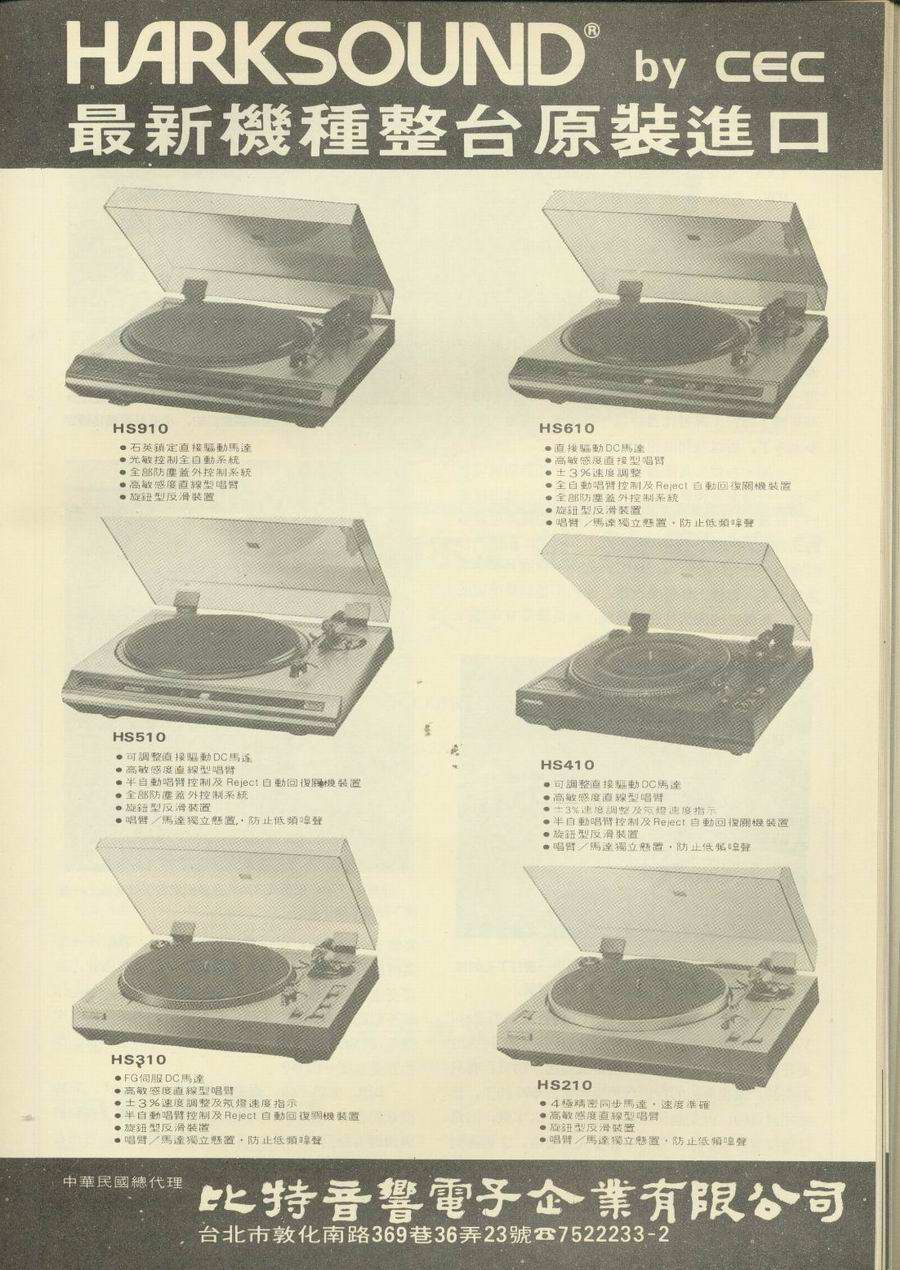 HARKSOUND® by CEC
最新機種整台原裝進口
HS910
●石英鎖定直接驅動馬達
●光敏控制全自動系統
●全部防塵蓋外控制系統
●高敏感度直線型唱臂
●旋鈕型反滑裝置
HS610
●直接驅動DC馬達
●高敏感度直接型唱臂
●±3%速度調整
●全自動唱臂控制及Reject自動回復關機裝置
●全部防塵蓋外控制系統
●旋鈕型反滑裝置
●唱臂/馬達獨立懸置,防止低頻噪聲
HS510
●可調整直接驅動DC馬達
●高敏感度直線型唱臂
●半自動唱臂控制及Reject自動回復關機裝置
●全部防塵蓋外控制系統
●旋鈕型反滑裝置
●唱臂/馬達獨立懸置,防止低頻噪聲
HS410
●可調整直接驅動DC馬達
●高敏感度直線型唱臂
●±3%速度調整及氖燈速度指示
●半自動唱臂控制及Reject自動回復關機裝置
●旋鈕型反滑裝置
●唱臂/馬達獨立懸置,防止低頻噪聲
HS310
●FG伺服DC馬達
●高敏感度直線型唱臂
●±3%速度調整及氖燈速度指示
●半自動唱臂控制及Reject自動回復關機裝置
●旋鈕型反滑裝置
●唱臂/馬達獨立懸置,防止低頻噪聲
HS210
●4極精密同步馬達,速度準確
●高敏感度直線型唱臂
●旋鈕型反滑裝置
●唱臂/馬達獨立懸置,防止低頻噪聲
中華民國總代理 比特音響電子企業有限公司
台北市敦化南路369巷36弄23號☎7522233-2